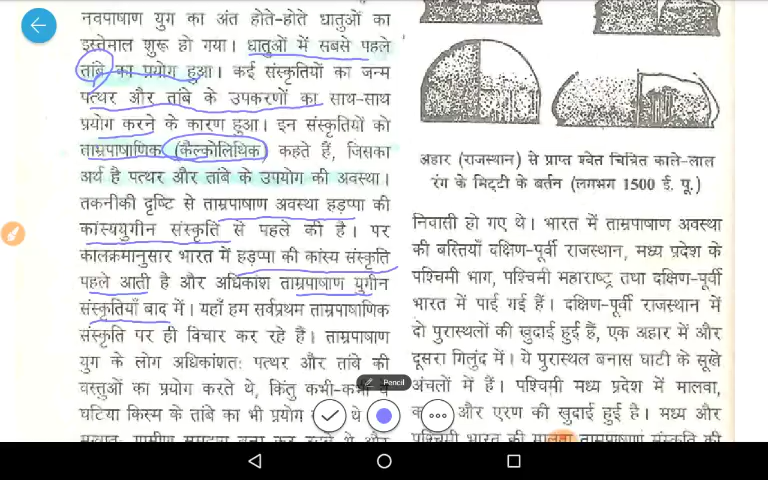 नवपाषाण युग का अंत होते-होते धातुओं का
इस्तेमाल शुरू हो गया। धातुओं में सबसे पहले
तांबे का प्रयोग हुआ। कई संस्कृतियों का जन्म
पत्थर और तांबे के उपकरणों का साथ-साथ
प्रयोग करने के कारण हुआ। इन संस्कृतियों को
ताम्रपाषाणिक (कैल्कोलिथिक) कहते हैं, जिसका
अर्थ है पत्थर और तांबे के उपयोग की अवस्था।
तकनीकी दृष्टि से ताम्रपाषाण अवस्था हड़प्पा की
कांस्ययुगीन संस्कृति से पहले की है। पर
कालक्रमानुसार भारत में हड़प्पा की कांस्य संस्कृति
पहले आती है और अधिकांश ताम्रपाषाण युगीन
संस्कृतियाँ बाद में। यहाँ हम सर्वप्रथम ताम्रपाषाणिक
संस्कृति पर ही विचार कर रहे है। ताम्रपाषाण
युग के लोग अधिकांशतः पत्थर और तांबे की
वस्तुओं का प्रयोग करते थे, किंतु कभी-कभी वे
घटिया किस्म के तांबे का भी प्रयोग थे
अहार (राजस्थान) से प्राप्त श्वेत चित्रित काले-लाल
रंग के मिट्टी के बर्तन (लगभग 1500 ई. पू.)
निवासी हो गए थे। भारत में ताम्रपाषाण अवस्था
की बस्तियाँ दक्षिण-पूर्वी राजस्थान, मध्य प्रदेश के
पश्चिमी भाग, पश्चिमी महाराष्ट्र तथा दक्षिण-पूर्वी
भारत में पाई गई हैं। दक्षिण-पूर्वी राजस्थान में
दो पुरास्थलों की खुदाई हुई हैं, एक अहार में और
दूसरा गिलुंद में। ये पुरास्थल बनास घाटी के सूखे
अंचलों में हैं। पश्चिमी मध्य प्रदेश में मालवा,
और एरण की खुदाई हुई है। मध्य और
पश्चिमी भारत की मालवा ताम्रपाषाण संस्कृति की
Pencil